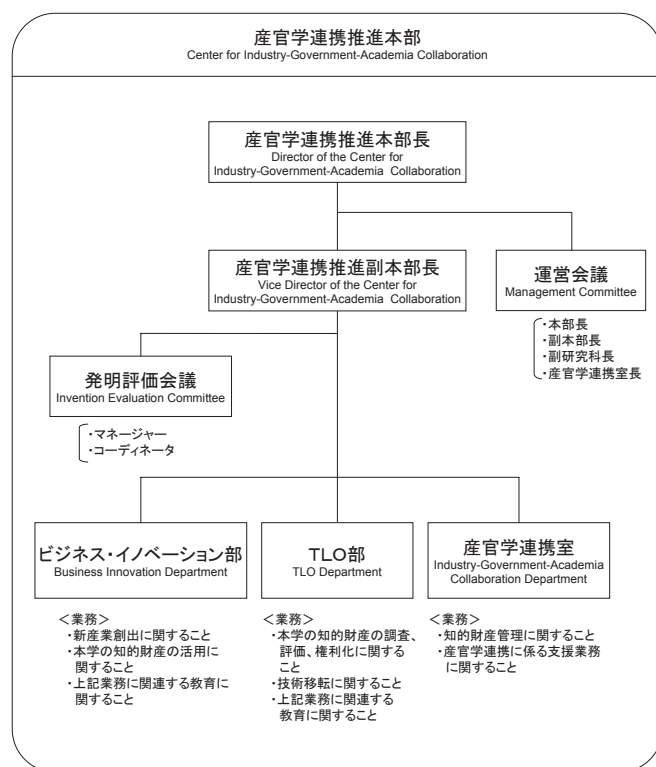 産官学連携推進本部
Center for Industry-Government-Academia Collaboration
産官学連携推進本部長
Director of the Center for
Industry-Government-Academia Collaboration
産官学連携推進副本部長
Vice Director of the Center for
Industry-Government-Academia Collaboration
運営会議
Management Committee
・本部長
・副本部長
・副研究科長
・産官学連携室長
発明評価会議
Invention Evaluation Committee
・マネージャー
・コーディネータ
ビジネス・イノベーション部
Business Innovation Department
<業務>
・新産業創出に関すること
・本学の知的財産の活用に
関すること
・上記業務に関連する教育に
関すること
TLO部
TLO Department
<業務>
・本学の知的財産の調査、
評価、権利化に関する
こと
・技術移転に関すること
・上記業務に関連する
教育に関すること
産官学連携室
Industry-Government-Academia
Collaboration Department
<業務>
・知的財産管理に関すること
・産官学連携に係る支援業務
に関すること